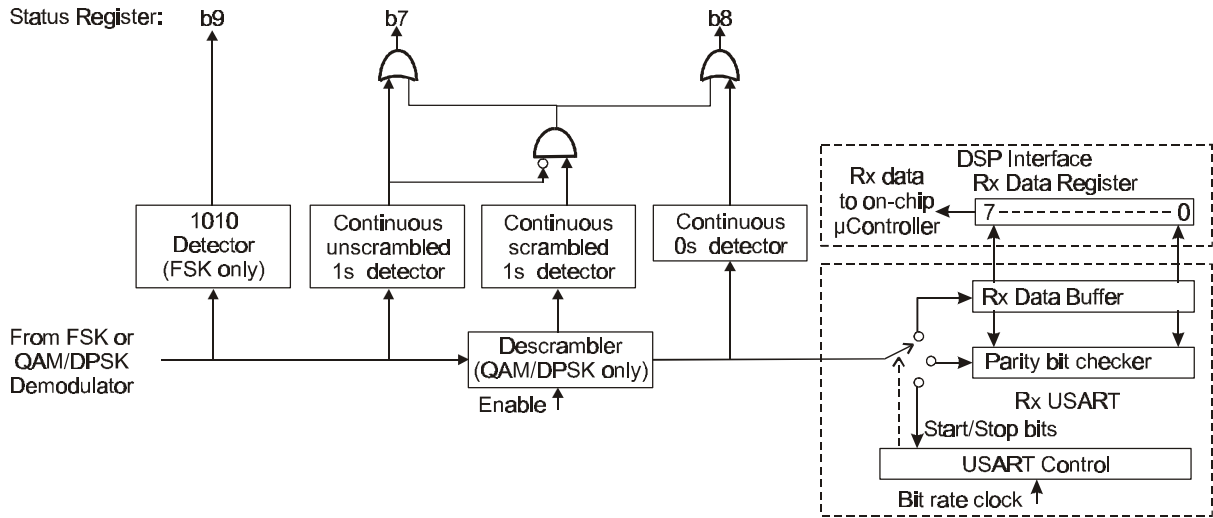 Status Register:
b9
b7
b8
DSP Interface
Rx Data Register
Rx data
to on-chip
µController
7
0
1010
Detector
(FSK only)
Continuous
unscrambled
1s detector
Continuous
scrambled
1s detector
Continuous
0s detector
Rx Data Buffer
From FSK or
QAM/DPSK
Demodulator
Descrambler
(QAM/DPSK only)
Enable
Parity bit checker
Rx USART
Start/Stop bits
USART Control
Bit rate clock